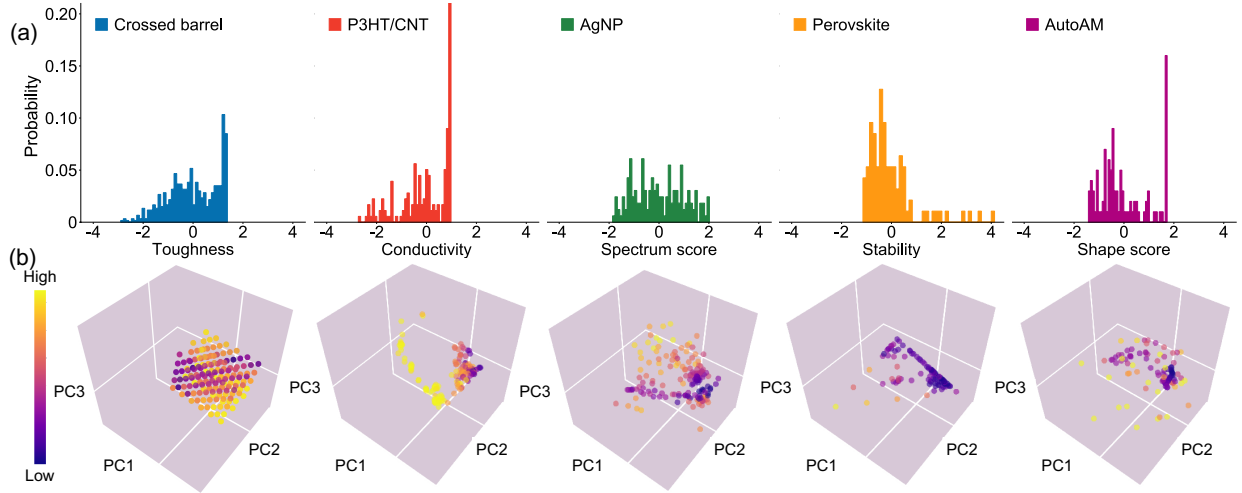 (a)
Crossed barrel
P3HT/CNT
AgNP
Perovskite
AutoAM
0.20
0.15
0.10
0.05
0
Probability
-4 -2 0 2 4
-4 -2 0 2 4
-4 -2 0 2 4
-4 -2 0 2 4
-4 -2 0 2 4
Toughness
Conductivity
Spectrum score
Stability
Shape score
(b)
High
Low
PC3
PC1
PC2
PC3
PC1
PC2
PC3
PC1
PC2
PC3
PC1
PC2
PC3
PC1
PC2